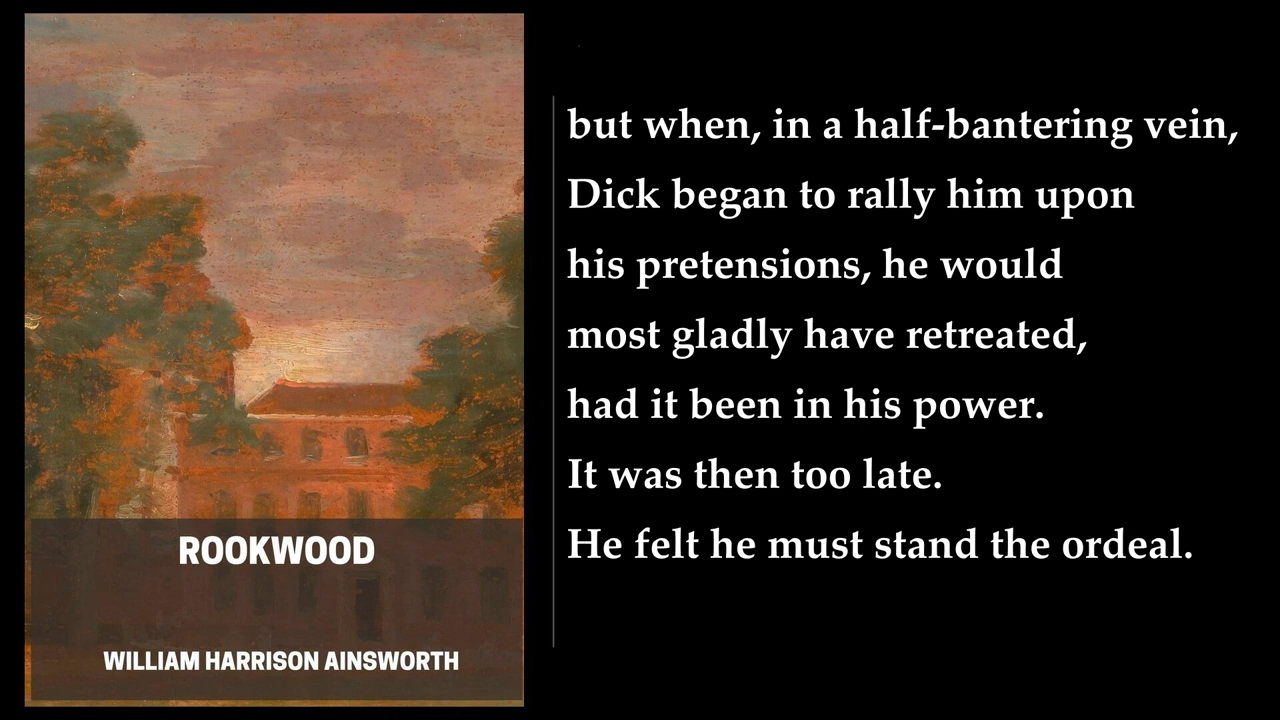 ROOKWOOD
WILLIAM HARRISON AINSWORTH
but when, in a half-bantering vein,
Dick began to rally him upon
his pretensions, he would
most gladly have retreated,
had it been in his power.
It was then too late.
He felt he must stand the ordeal.